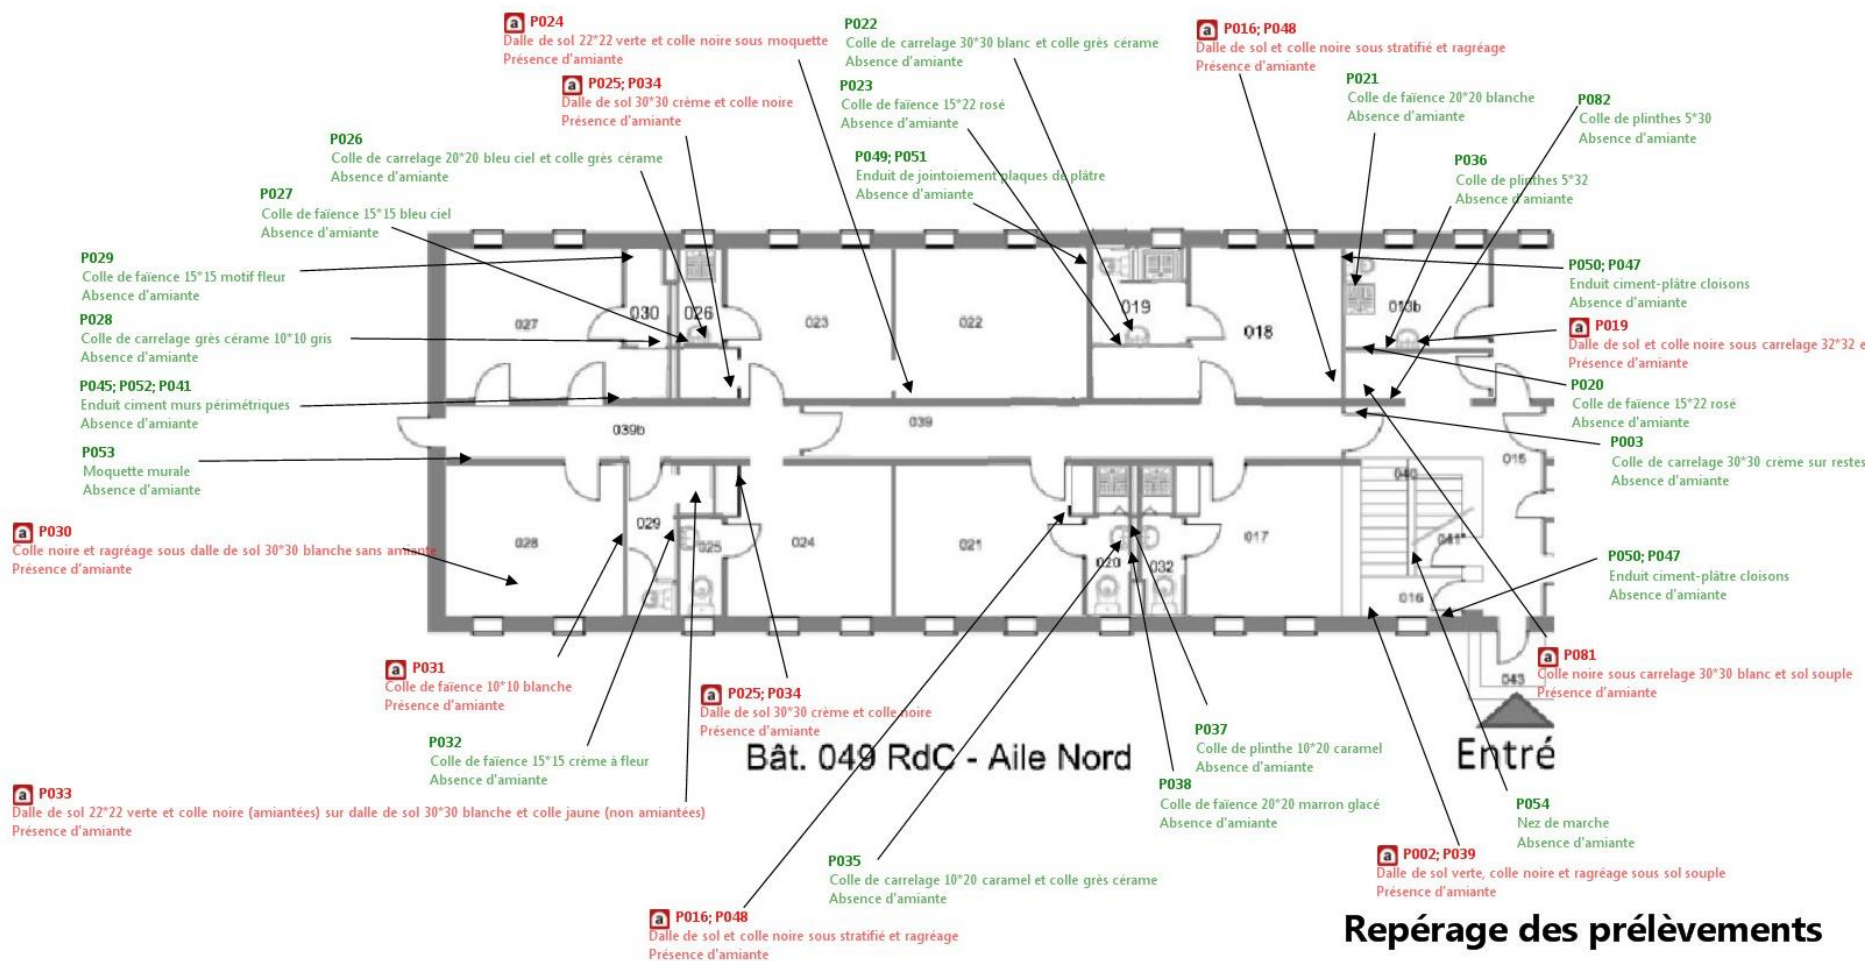 a P024
Dalle de sol 22*22 verte et colle noire sous moquette
Présence d'amiante
P022
Colle de carrelage 30*30 blanc et colle grès cérame
Absence d'amiante
a P016; P048
Dalle de sol et colle noire sous stratifié et ragréage
Présence d'amiante
a P025; P034
Dalle de sol 30*30 crème et colle noire
Présence d'amiante
P023
Colle de faïence 15*22 rosé
Absence d'amiante
P021
Colle de faïence 20*20 blanche
Absence d'amiante
P082
Colle de plinthes 5*30
Absence d'amiante
P026
Colle de carrelage 20*20 bleu ciel et colle grès cérame
Absence d'amiante
P049; P051
Enduit de jointoiement plaques de plâtre
Absence d'amiante
P036
Colle de plinthes 5*32
Absence d'amiante
P027
Colle de faïence 15*15 bleu ciel
Absence d'amiante
P029
Colle de faïence 15*15 motif fleur
Absence d'amiante
P050; P047
Enduit ciment-plâtre cloisons
Absence d'amiante
P028
Colle de carrelage grès cérame 10*10 gris
Absence d'amiante
a P019
Dalle de sol et colle noire sous carrelage 32*32 e
Présence d'amiante
P045; P052; P041
Enduit ciment murs périmétriques
Absence d'amiante
P020
Colle de faïence 15*22 rosé
Absence d'amiante
P053
Moquette murale
Absence d'amiante
P003
Colle de carrelage 30*30 crème sur restes
Absence d'amiante
027
030
026
023
022
019
018
013b
039b
039
015
040
a P030
Colle noire et ragréage sous dalle de sol 30*30 blanche sans amiante
Présence d'amiante
028
029
025
024
021
020
032
017
041*
016
P050; P047
Enduit ciment-plâtre cloisons
Absence d'amiante
043
a P031
Colle de faïence 10*10 blanche
Présence d'amiante
a P025; P034
Dalle de sol 30*30 crème et colle noire
Présence d'amiante
a P081
Colle noire sous carrelage 30*30 blanc et sol souple
Présence d'amiante
P032
Colle de faïence 15*15 crème à fleur
Absence d'amiante
P037
Colle de plinthe 10*20 caramel
Absence d'amiante
Bât. 049 RdC - Aile Nord
Entré
a P033
Dalle de sol 22*22 verte et colle noire (amiantées) sur dalle de sol 30*30 blanche et colle jaune (non amiantées)
Présence d'amiante
P038
Colle de faïence 20*20 marron glacé
Absence d'amiante
P054
Nez de marche
Absence d'amiante
P035
Colle de carrelage 10*20 caramel et colle grès cérame
Absence d'amiante
a P002; P039
Dalle de sol verte, colle noire et ragréage sous sol souple
Présence d'amiante
a P016; P048
Dalle de sol et colle noire sous stratifié et ragréage
Présence d'amiante
Repérage des prélèvements